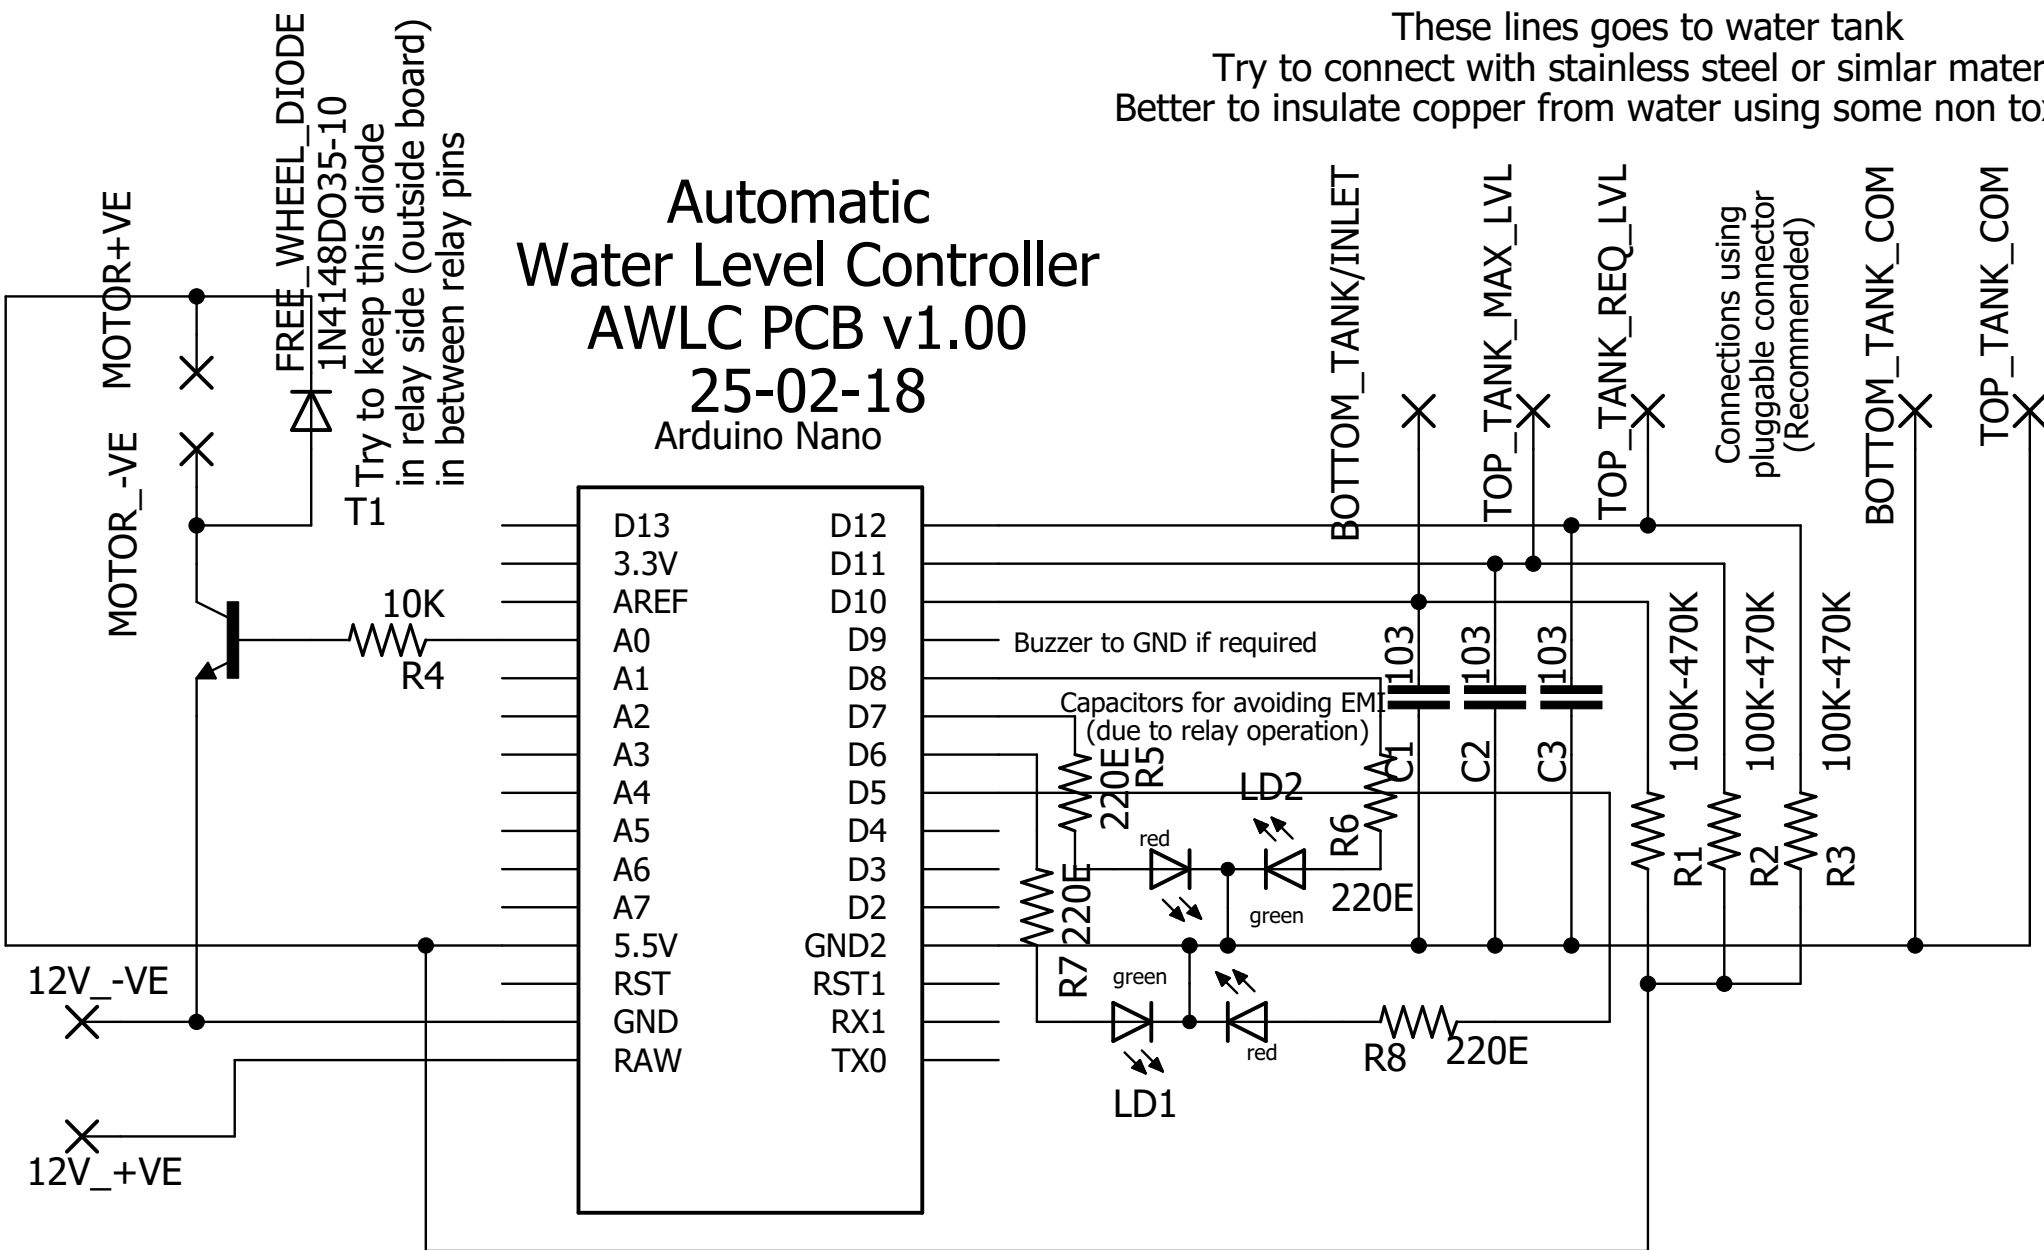 These lines goes to water tank
Try to connect with stainless steel or simlar mater
Better to insulate copper from water using some non
Automatic
Water Level Controller
AWLC PCB v1.00
25-02-18
Arduino Nano
MOTOR+VE
MOTOR_-VE
FREE_WHEEL_DIODE
1N4148DO35-10
Try to keep this diode
in relay side (outside board)
in between relay pins
T1
10K
R4
12V_-VE
12V_+VE
D13
3.3V
AREF
A0
A1
A2
A3
A4
A5
A6
A7
5.5V
RST
GND
RAW
D12
D11
D10
D9
D8
D7
D6
D5
D4
D3
D2
GND2
RST1
RX1
TX0
Buzzer to GND if required
Capacitors for avoiding EMI
(due to relay operation)
220E
R5
LD2
red
green
R6
220E
R7
220E
green
red
LD1
R8
220E
BOTTOM_TANK/INLET
TOP_TANK_MAX_LVL
TOP_TANK_REQ_LVL
Connections using
pluggable connector
(Recommended)
BOTTOM_TANK_COM
TOP_TANK_COM
103
C1
103
C2
103
C3
100K-470K
R1
100K-470K
R2
100K-470K
R3